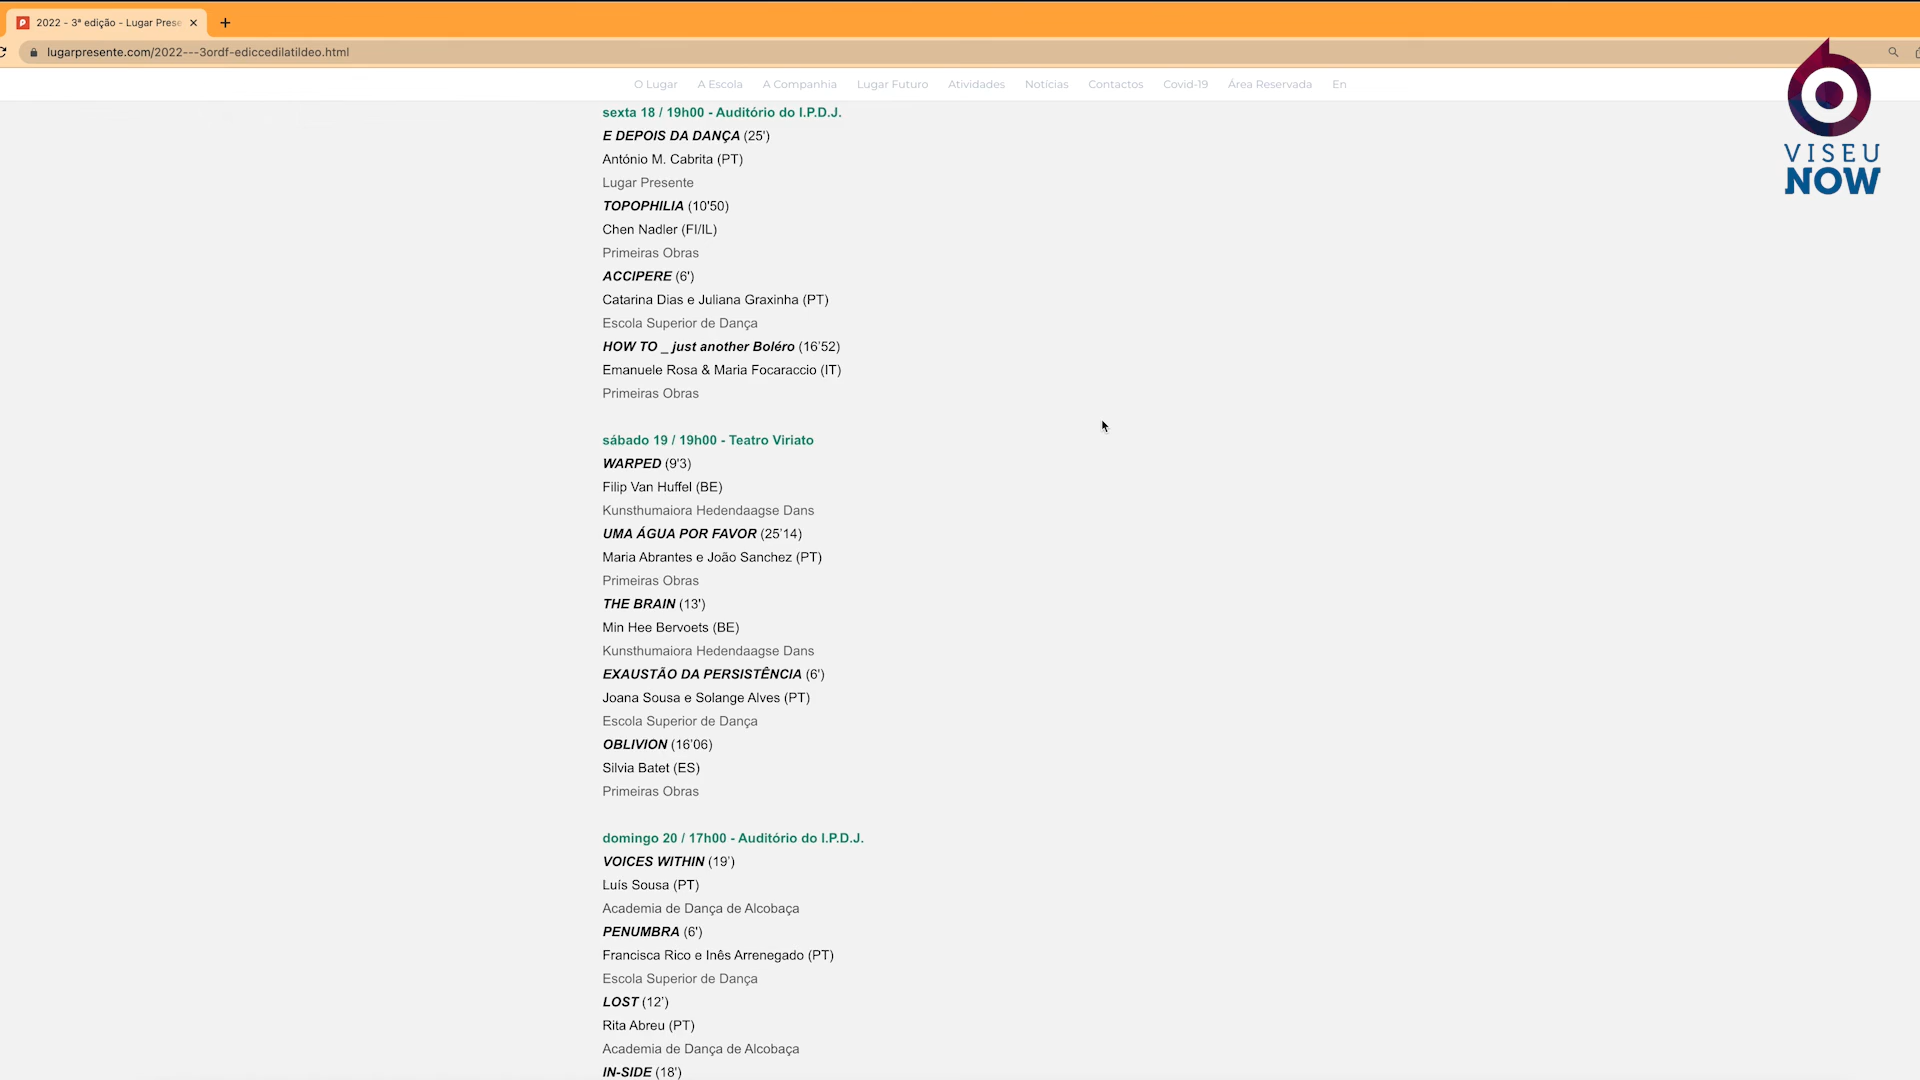 2022 - 3ª edição - Lugar Prese
lugarpresente.com/2022---3ordf-ediccedilatildeo.html
O Lugar A Escola A Companhia Lugar Futuro Atividades Notícias Contactos Covid-19 Área Reservada En
VISEU
NOW
sexta 18 / 19h00 - Auditório do I.P.D.J.
E DEPOIS DA DANÇA (25')
António M. Cabrita (PT)
Lugar Presente
TOPOPHILIA (10'50)
Chen Nadler (FI/IL)
Primeiras Obras
ACCIPERE (6')
Catarina Dias e Juliana Graxinha (PT)
Escola Superior de Dança
HOW TO _ just another Boléro (16'52)
Emanuele Rosa & Maria Focaraccio (IT)
Primeiras Obras
sábado 19 / 19h00 - Teatro Viriato
WARPED (9'3)
Filip Van Huffel (BE)
Kunsthumaiora Hedendaagse Dans
UMA ÁGUA POR FAVOR (25'14)
Maria Abrantes e João Sanchez (PT)
Primeiras Obras
THE BRAIN (13')
Min Hee Bervoets (BE)
Kunsthumaiora Hedendaagse Dans
EXAUSTÃO DA PERSISTÊNCIA (6')
Joana Sousa e Solange Alves (PT)
Escola Superior de Dança
OBLIVION (16'06)
Silvia Batet (ES)
Primeiras Obras
domingo 20 / 17h00 - Auditório do I.P.D.J.
VOICES WITHIN (19')
Luís Sousa (PT)
Academia de Dança de Alcobaça
PENUMBRA (6')
Francisca Rico e Inês Arrenegado (PT)
Escola Superior de Dança
LOST (12')
Rita Abreu (PT)
Academia de Dança de Alcobaça
IN-SIDE (18')